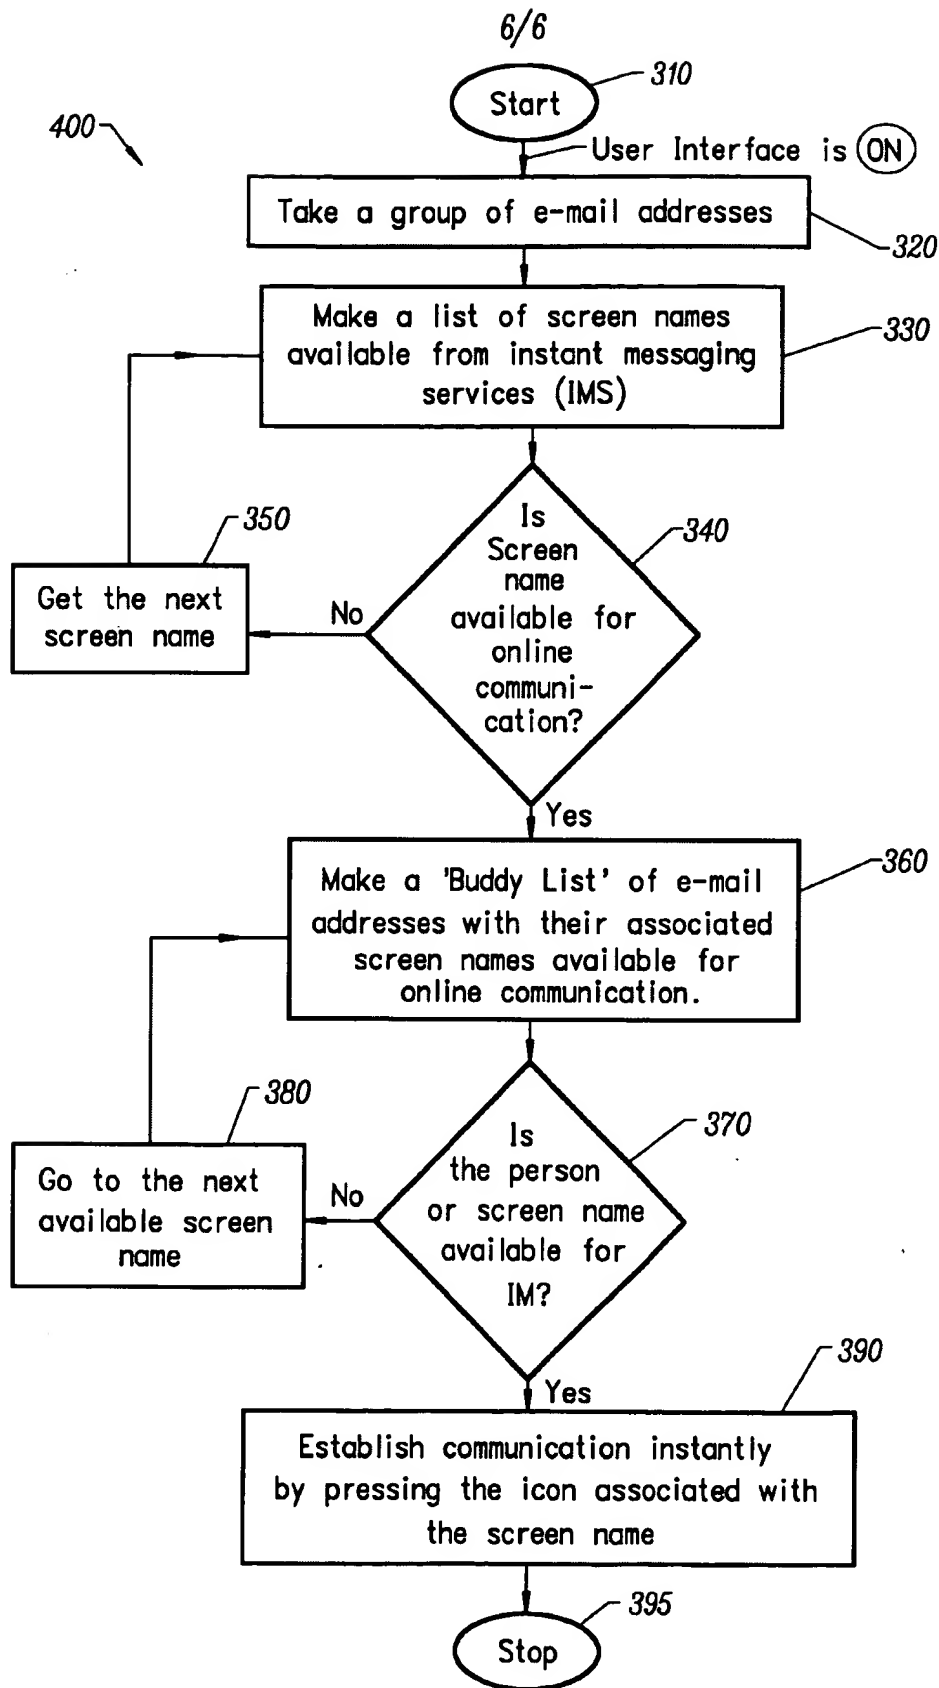 6/6
310
Start
400
User Interface is ON
Take a group of e-mail addresses
320
Make a list of screen names
available from instant messaging
services (IMS)
330
Is
Screen
name
available for
online
communi-
cation?
340
350
Get the next
screen name
No
Yes
Make a 'Buddy List' of e-mail
addresses with their associated
screen names available for
online communication.
360
Is
the person
or screen name
available for
IM?
370
380
Go to the next
available screen
name
No
Yes
390
Establish communication instantly
by pressing the icon associated with
the screen name
395
Stop